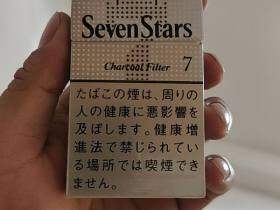 Seven Stars
Charcoal Filter 7
たばこの煙は、周りの
人の健康に悪影響を
及ぼします。健康増
進法で禁じられてい
る場所では喫煙でき
ません。